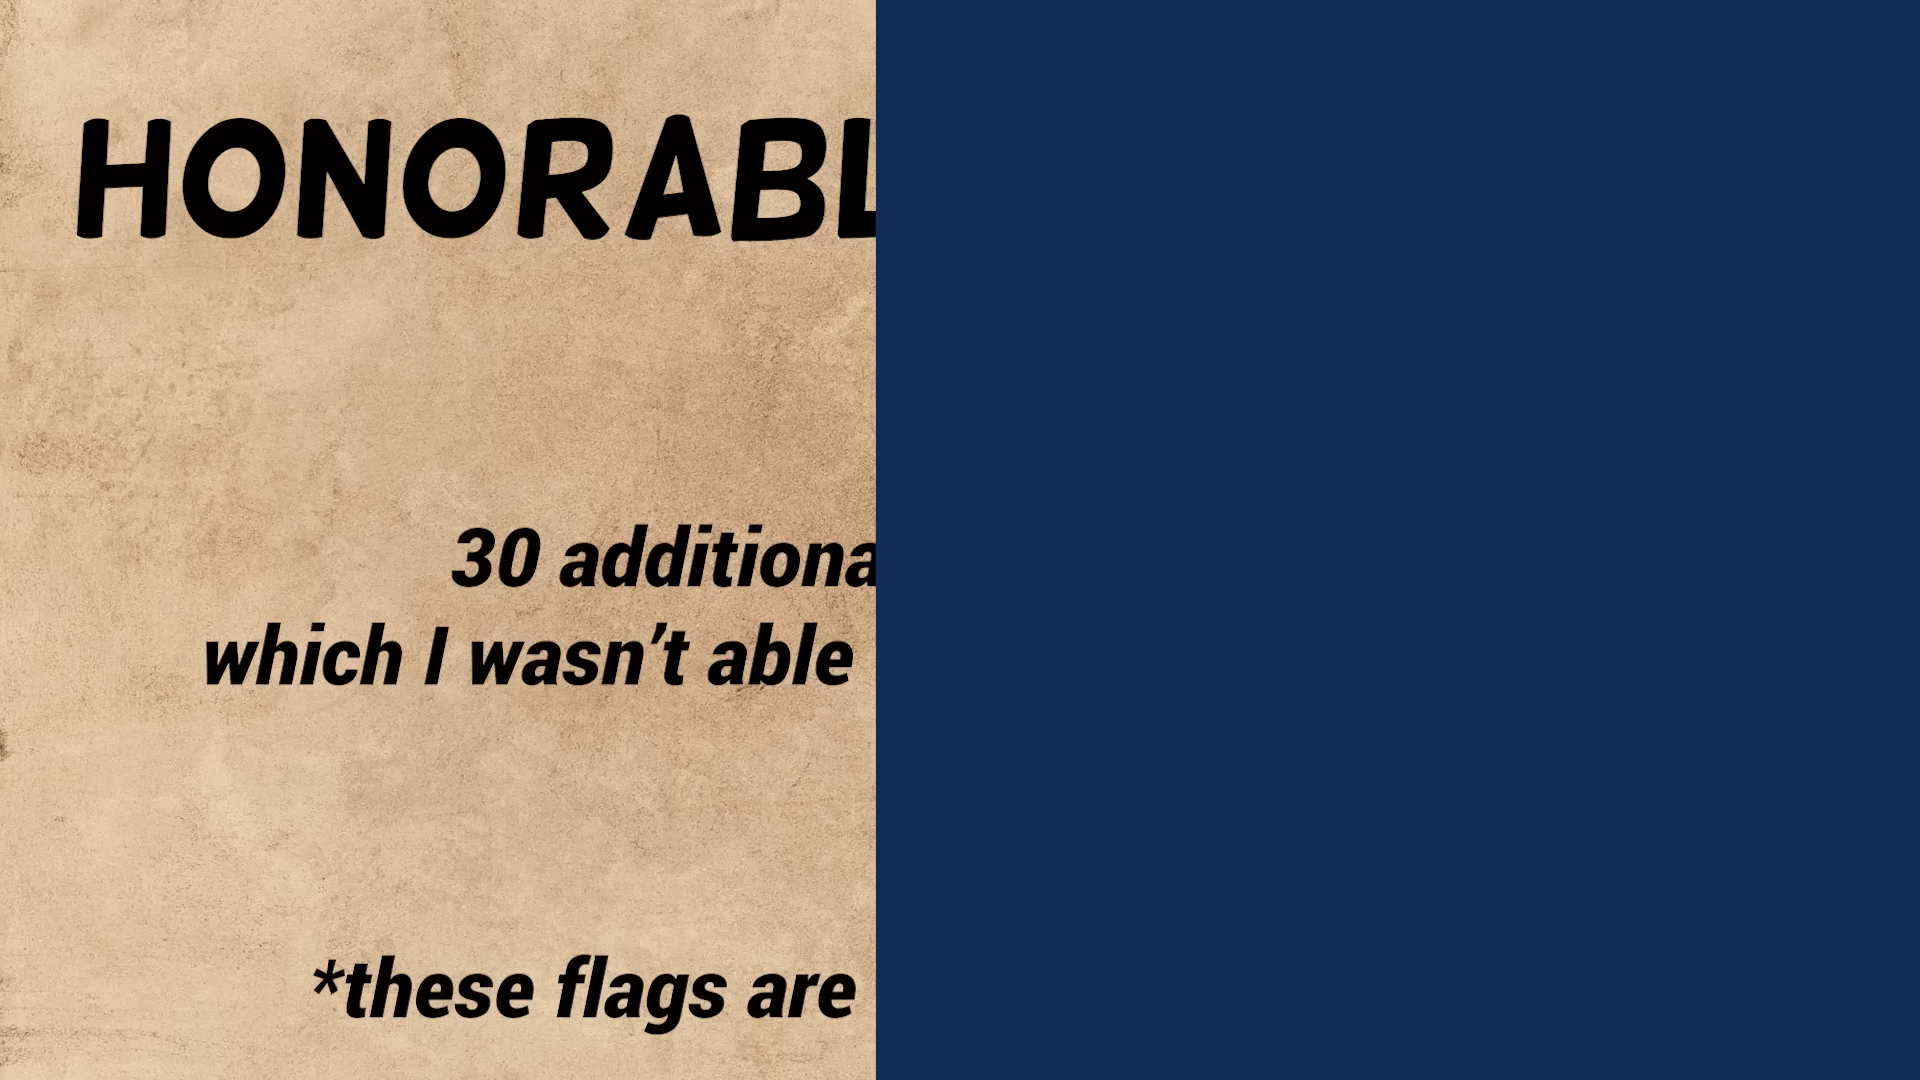 HONORABL
30 additiona
which I wasn’t able
*these flags are